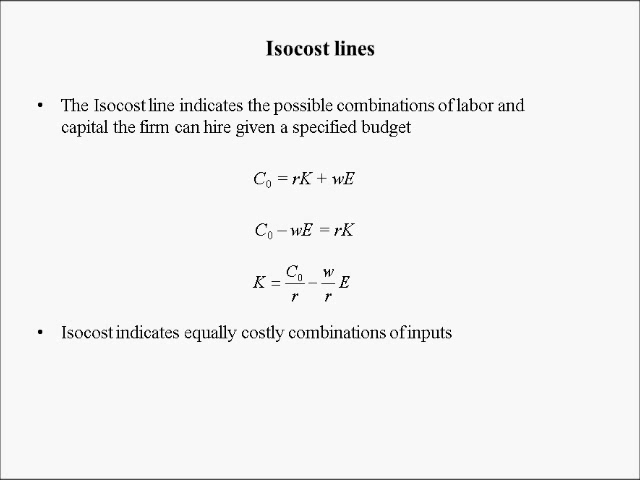 Isocost lines
• The Isocost line indicates the possible combinations of labor and
capital the firm can hire given a specified budget
C₀ = rK + wE
C₀ − wE = rK
K = C₀/r − w/r E
• Isocost indicates equally costly combinations of inputs